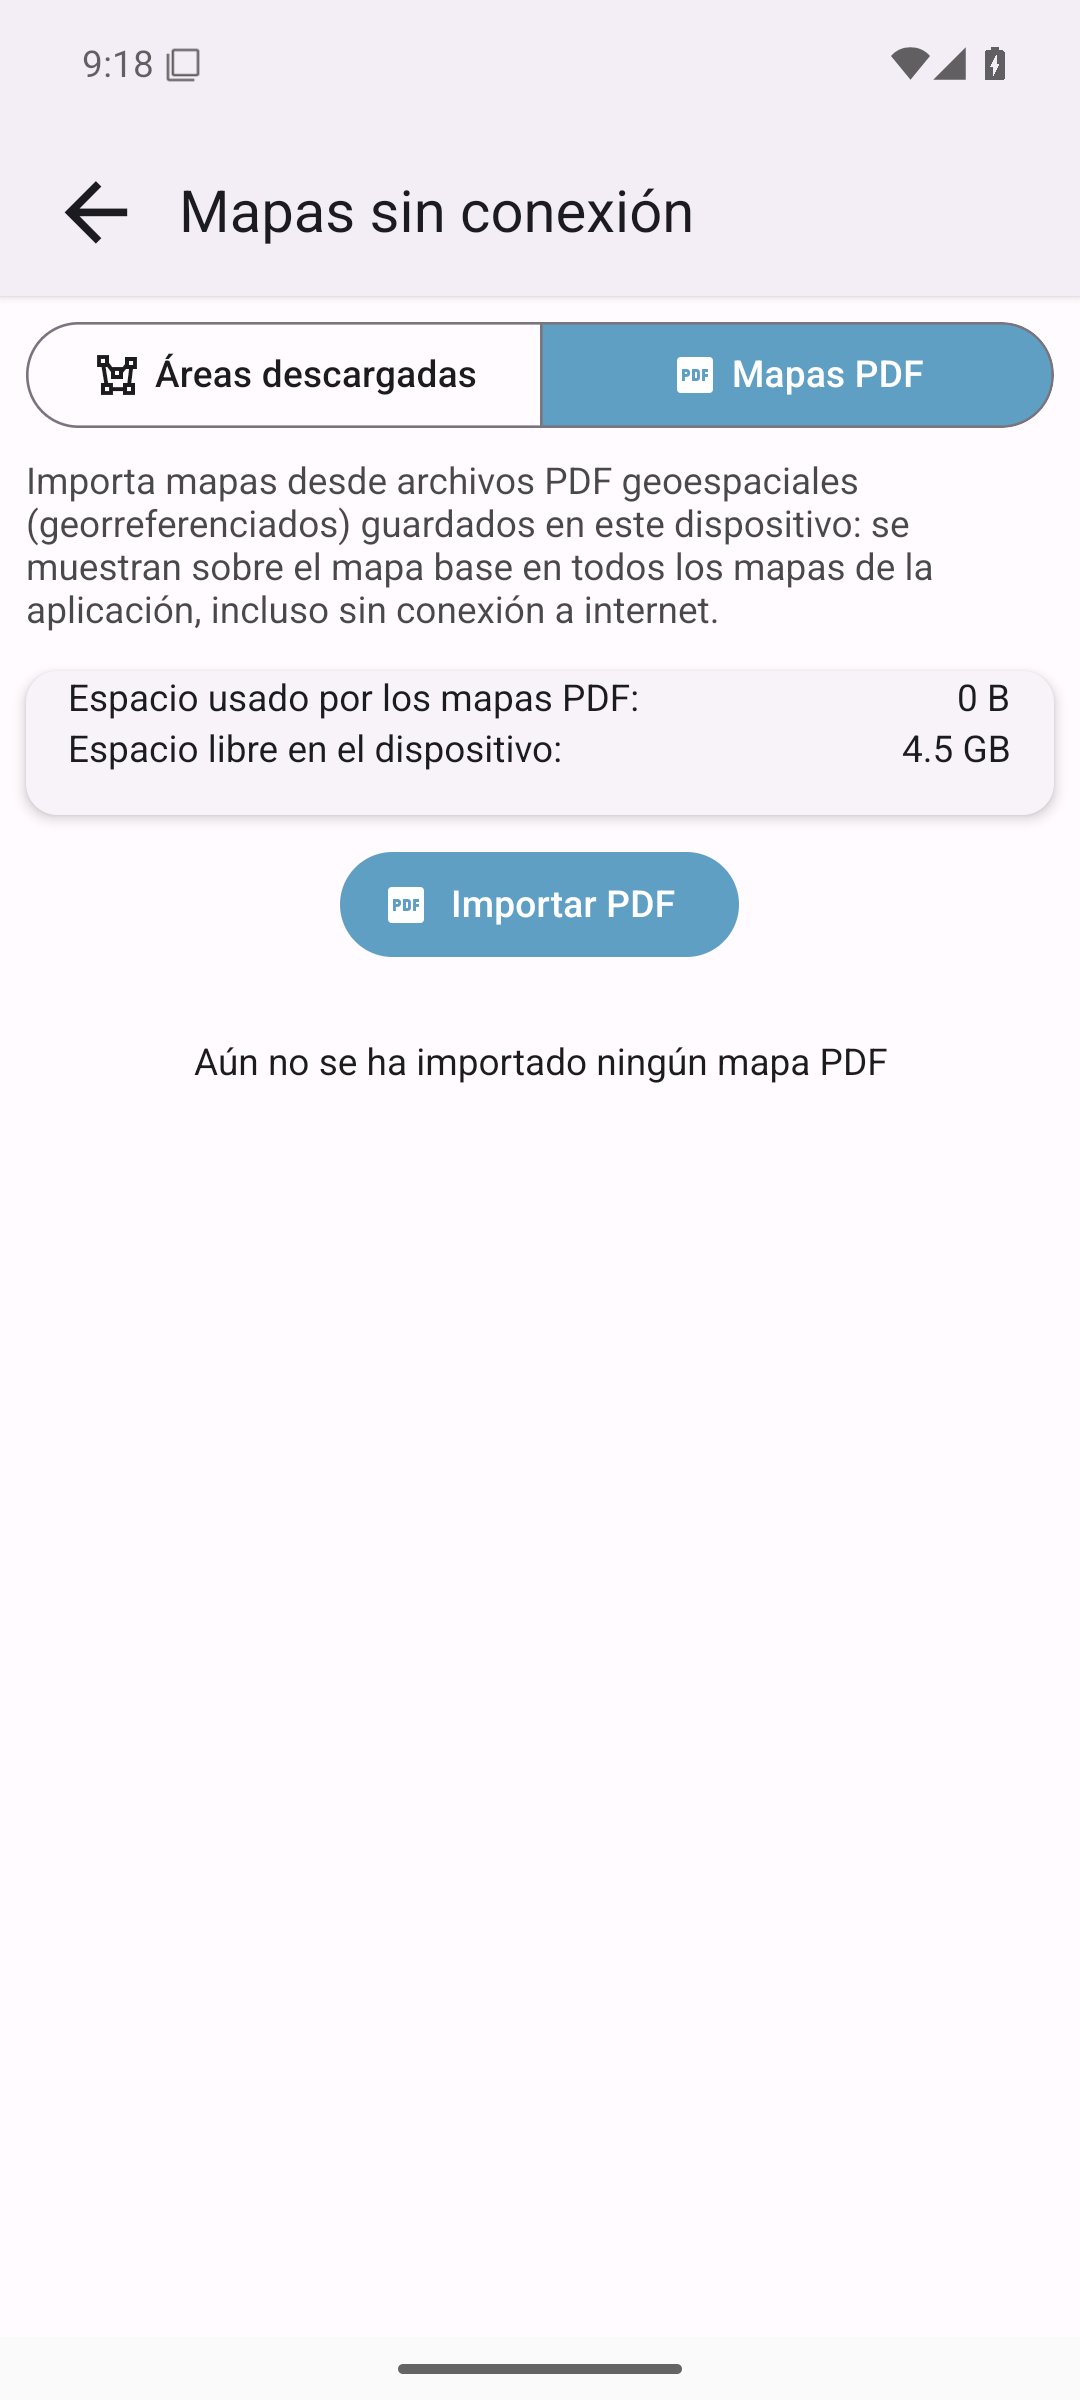 9:18
Mapas sin conexión
Áreas descargadas
PDF Mapas PDF
Importa mapas desde archivos PDF geoespaciales
(georreferenciados) guardados en este dispositivo: se
muestran sobre el mapa base en todos los mapas de la
aplicación, incluso sin conexión a internet.
Espacio usado por los mapas PDF: 0 B
Espacio libre en el dispositivo: 4.5 GB
PDF Importar PDF
Aún no se ha importado ningún mapa PDF